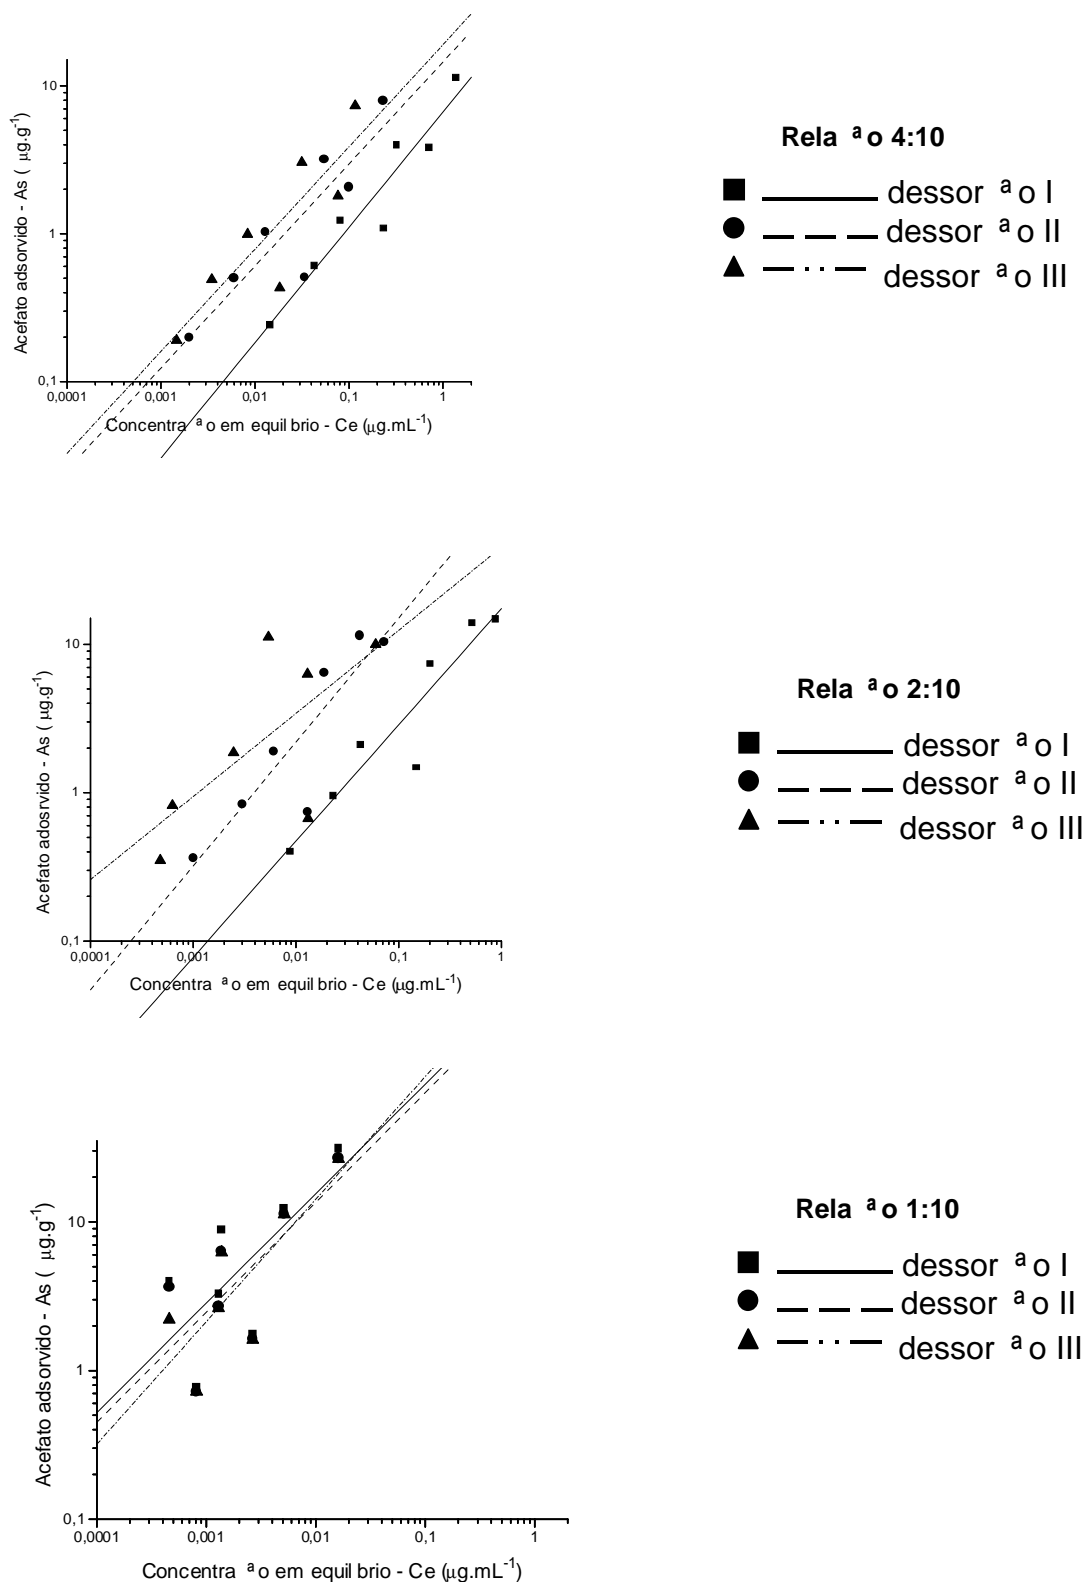 Rela ª o 4:10
dessor ª o I
dessor ª o II
dessor ª o III
Acefato adsorvido - As ( μg.g-1)
10
1
0,1
0,0001 0,001 0,01 0,1 1
Concentra ª o em equil brio - Ce (μg.mL-1)
Rela ª o 2:10
dessor ª o I
dessor ª o II
dessor ª o III
Acefato adosrvido - As ( μg.g-1)
10
1
0,1
0,0001 0,001 0,01 0,1 1
Concentra ª o em equil brio - Ce (μg.mL-1)
Rela ª o 1:10
dessor ª o I
dessor ª o II
dessor ª o III
Acefato adsorvido - As ( μg.g-1)
10
1
0,1
0,0001 0,001 0,01 0,1 1
Concentra ª o em equil brio - Ce (μg.mL-1)